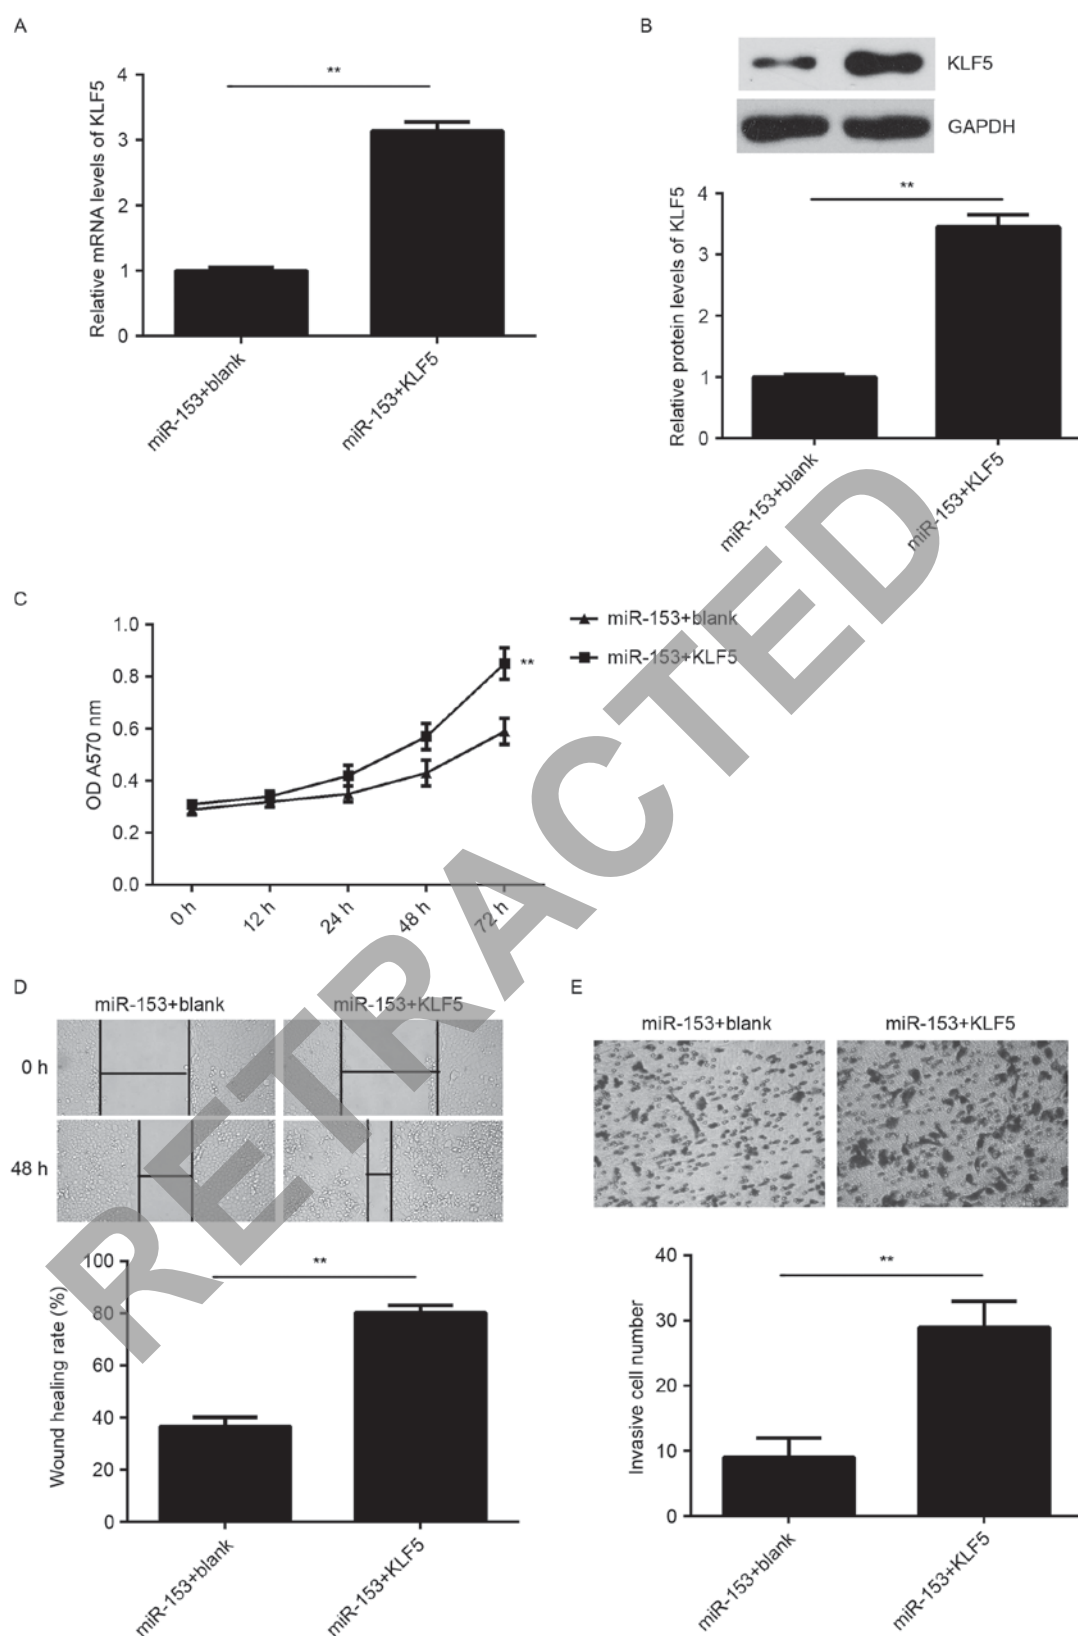 A
Relative mRNA levels of KLF5
4
3
2
1
0
**
miR-153+blank
miR-153+KLF5
B
KLF5
GAPDH
Relative protein levels of KLF5
4
3
2
1
0
**
miR-153+blank
miR-153+KLF5
C
OD A570 nm
1.0
0.8
0.6
0.4
0.2
0.0
0 h
12 h
24 h
48 h
72 h
**
miR-153+blank
miR-153+KLF5
D
miR-153+blank
miR-153+KLF5
0 h
48 h
Wound healing rate (%)
100
80
60
40
20
0
**
miR-153+blank
miR-153+KLF5
E
miR-153+blank
miR-153+KLF5
Invasive cell number
40
30
20
10
0
**
miR-153+blank
miR-153+KLF5
RETRACTED